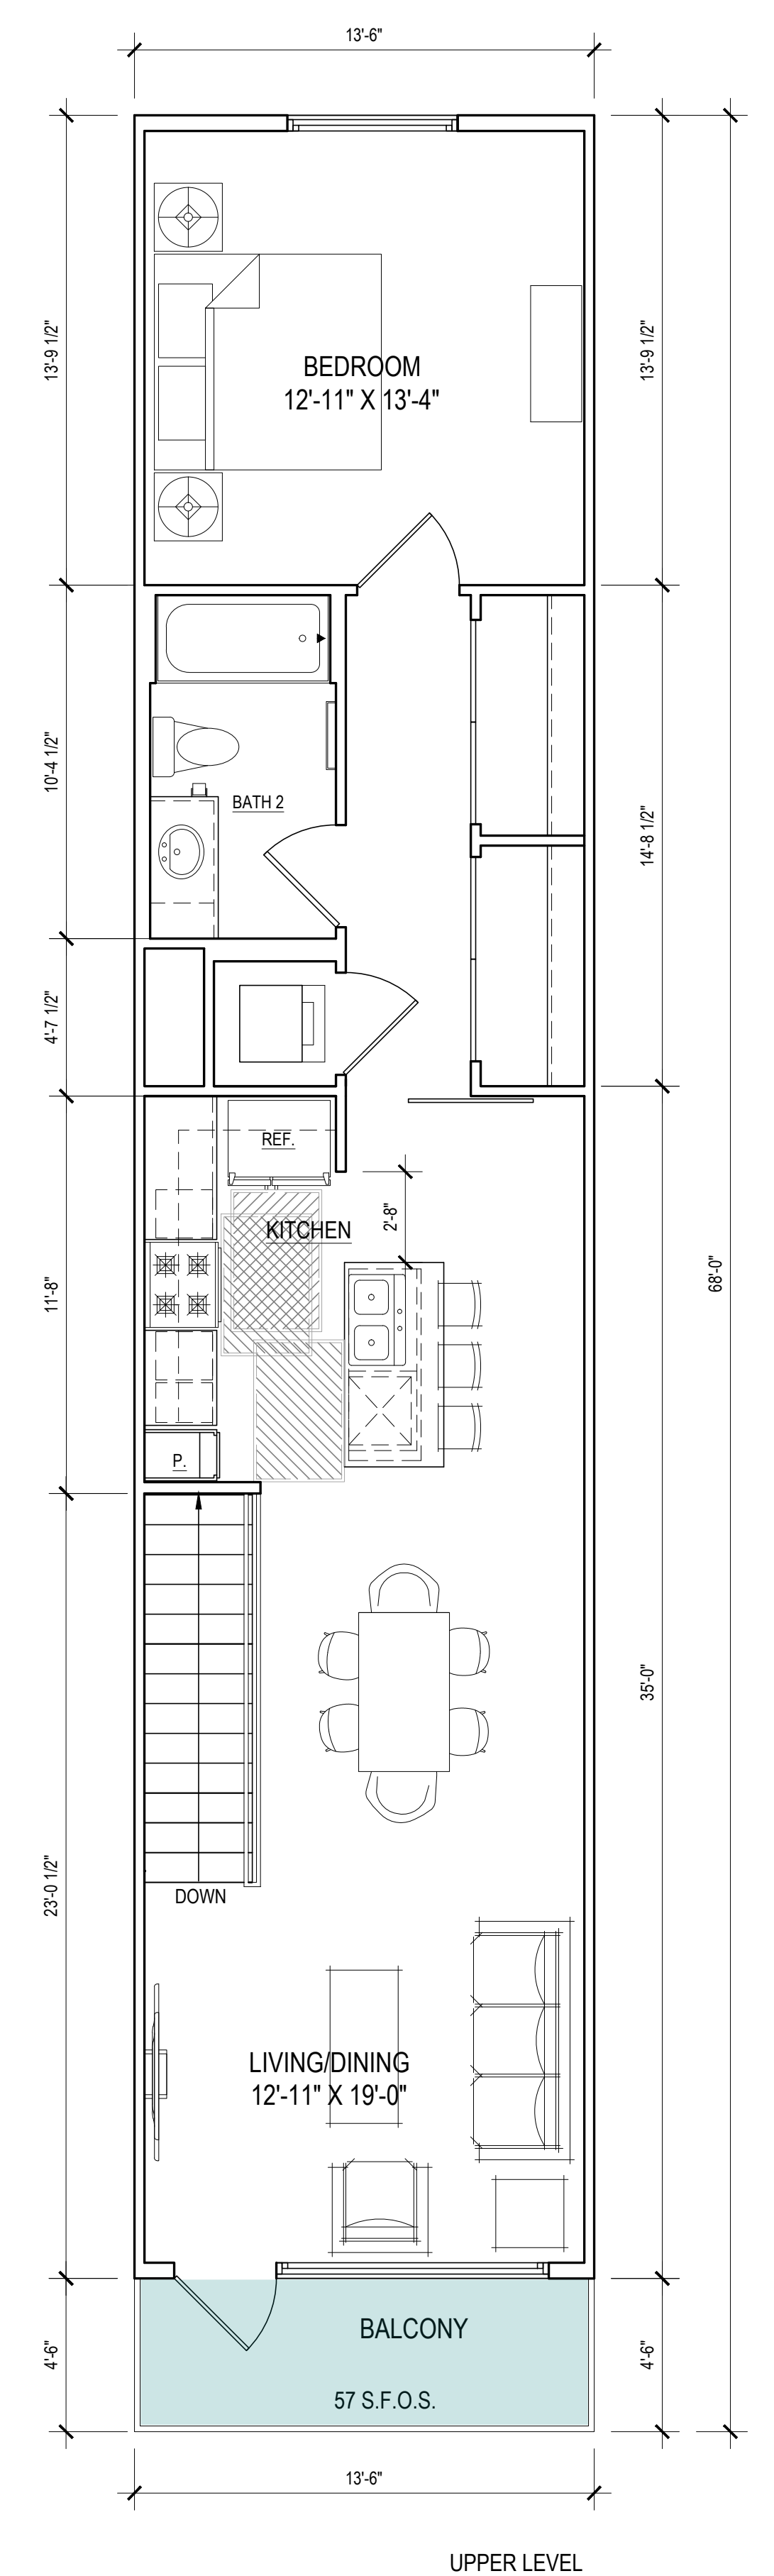 13'-6"
13'-9 1/2"
13'-9 1/2"
BEDROOM
12'-11" X 13'-4"
10'-4 1/2"
BATH 2
14'-8 1/2"
4'-7 1/2"
REF.
2'-8"
KITCHEN
68'-0"
11'-8"
P.
35'-0"
23'-0 1/2"
DOWN
LIVING/DINING
12'-11" X 19'-0"
BALCONY
4'-6"
4'-6"
57 S.F.O.S.
13'-6"
UPPER LEVEL